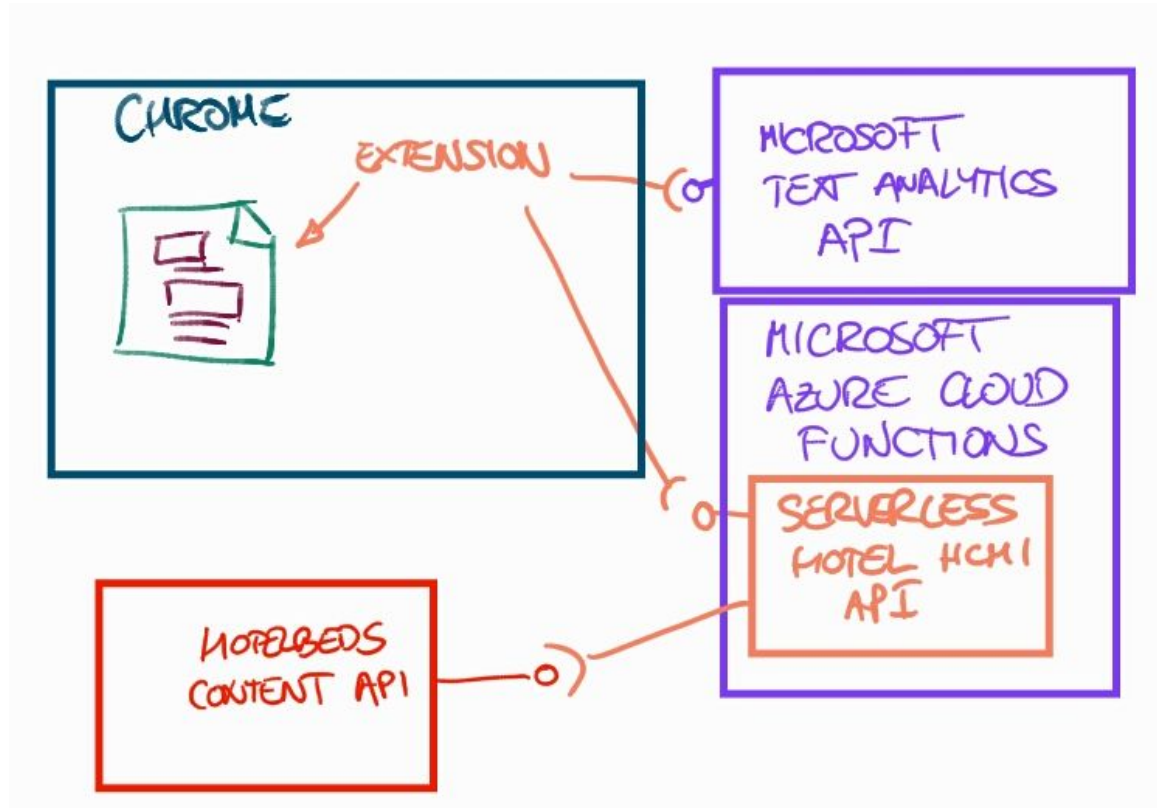 CHROME
EXTENSION
MICROSOFT
TEXT ANALYTICS
API
MICROSOFT
AZURE CLOUD
FUNCTIONS
SERVERLESS
HOTEL HCMI
API
HOTELBEDS
CONTENT API